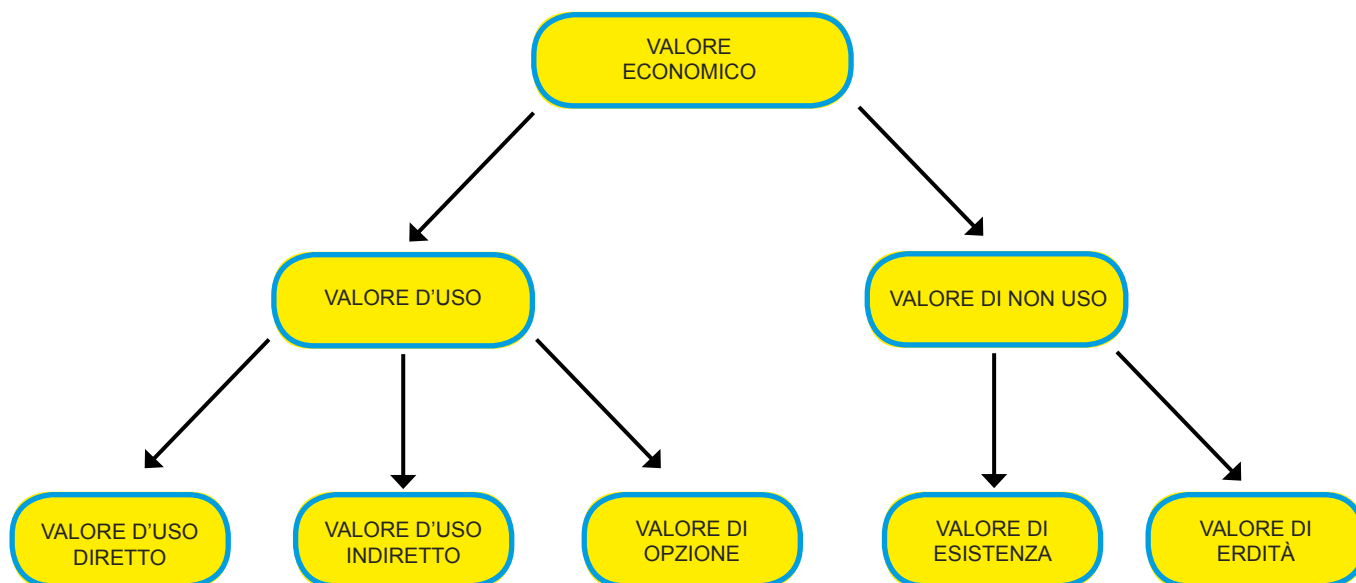 VALORE
ECONOMICO
VALORE D’USO
VALORE DI NON USO
VALORE D’USO
DIRETTO
VALORE D’USO
INDIRETTO
VALORE DI
OPZIONE
VALORE DI
ESISTENZA
VALORE DI
ERDITÀ